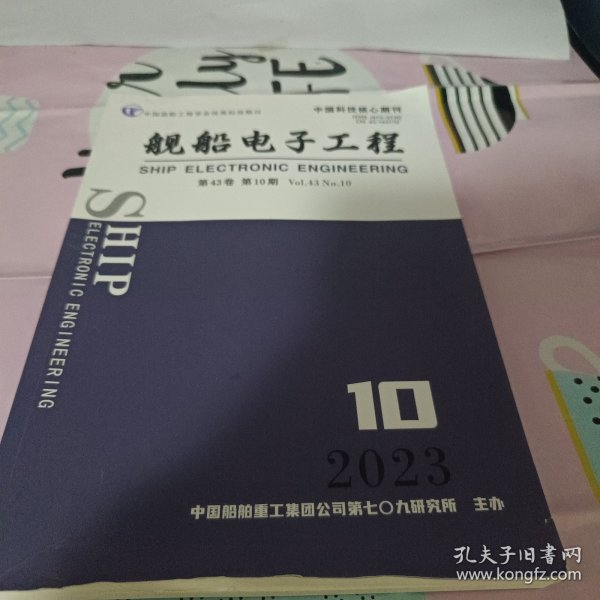 中国科技核心期刊
舰船电子工程
SHIP ELECTRONIC ENGINEERING
第43卷 第10期 Vol.43 No.10
SHIP
ELECTRONIC ENGINEERING
10
2023
中国船舶重工集团公司第七〇九研究所 主办
孔夫子旧书网
www.kongfz.com